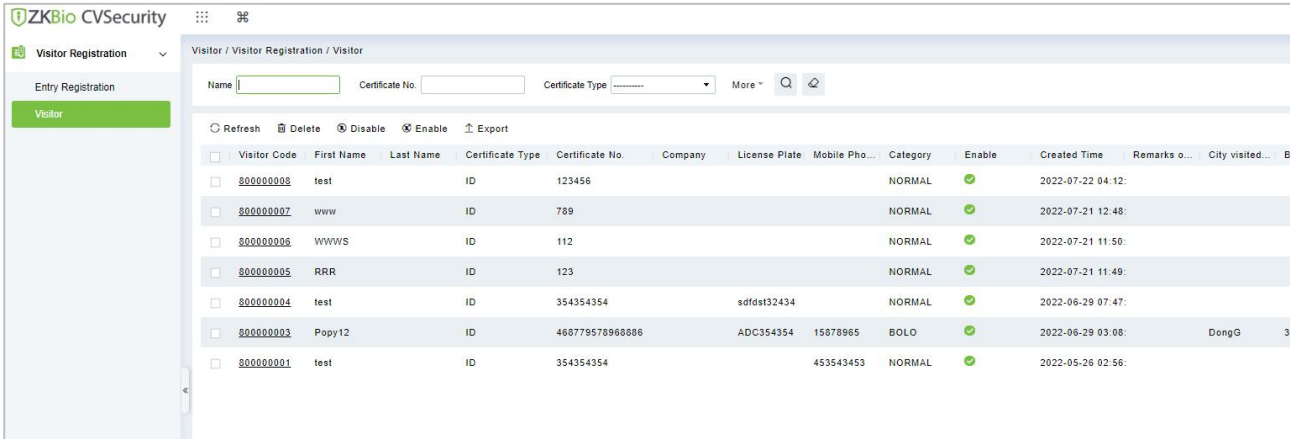 ZKBio CVSecurity
Visitor Registration
Entry Registration
Visitor
Visitor / Visitor Registration / Visitor
Name Certificate No. Certificate Type ---------- More
Refresh Delete Disable Enable Export
Visitor Code First Name Last Name Certificate Type Certificate No. Company License Plate Mobile Pho... Category Enable Created Time Remarks o... City visited... B
800000008 test ID 123456 NORMAL 2022-07-22 04:12:
800000007 www ID 789 NORMAL 2022-07-21 12:48:
800000006 WWWS ID 112 NORMAL 2022-07-21 11:50:
800000005 RRR ID 123 NORMAL 2022-07-21 11:49:
800000004 test ID 354354354 sdfdst32434 NORMAL 2022-06-29 07:47:
800000003 Popy12 ID 468779578968886 ADC354354 15878965 BOLO 2022-06-29 03:08: DongG 3
800000001 test ID 354354354 453543453 NORMAL 2022-05-26 02:56: